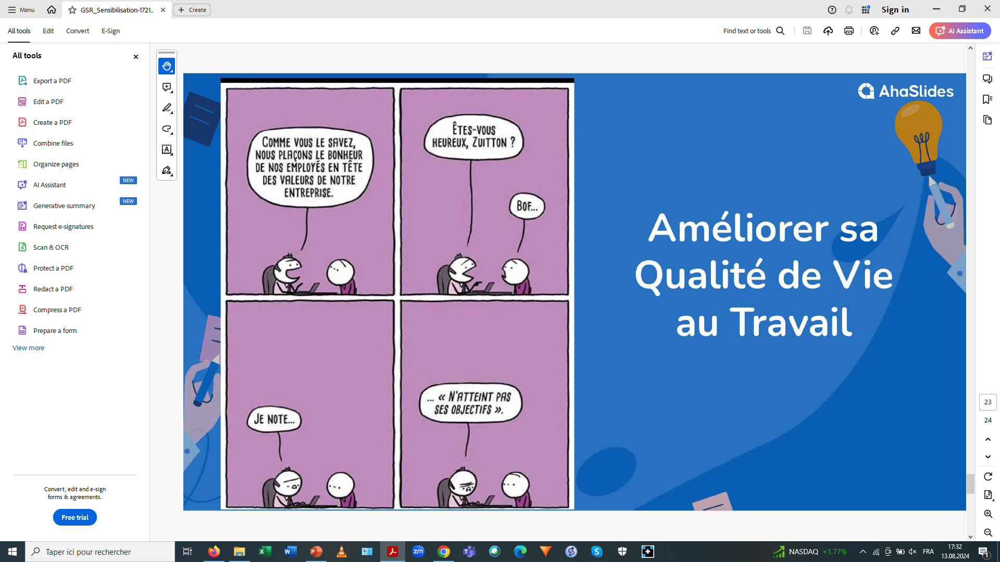 Menu
GSR_Sensibilisation-1721...
Create
Sign in
All tools
Edit
Convert
E-Sign
Find text or tools
AI Assistant
All tools
Export a PDF
Edit a PDF
Create a PDF
Combine files
Organize pages
AI Assistant
NEW
Generative summary
NEW
Request e-signatures
Scan & OCR
Protect a PDF
Redact a PDF
Compress a PDF
Prepare a form
View more
Convert, edit and e-sign
forms & agreements.
Free trial
COMME VOUS LE SAVEZ,
NOUS PLAÇONS LE BONHEUR
DE NOS EMPLOYÉS EN TÊTE
DES VALEURS DE NOTRE
ENTREPRISE.
ÊTES-VOUS
HEUREUX, ZUITTON ?
BOF...
JE NOTE...
... « N'ATTEINT PAS
SES OBJECTIFS ».
AhaSlides
Améliorer sa
Qualité de Vie
au Travail
23
24
Taper ici pour rechercher
zm
NASDAQ +1,77%
FRA
17:32
13.08.2024
1